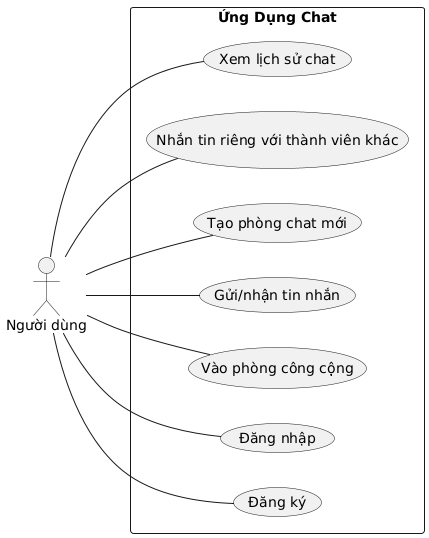 Ứng Dụng Chat
Xem lịch sử chat
Nhắn tin riêng với thành viên khác
Tạo phòng chat mới
Gửi/nhận tin nhắn
Người dùng
Vào phòng công cộng
Đăng nhập
Đăng ký